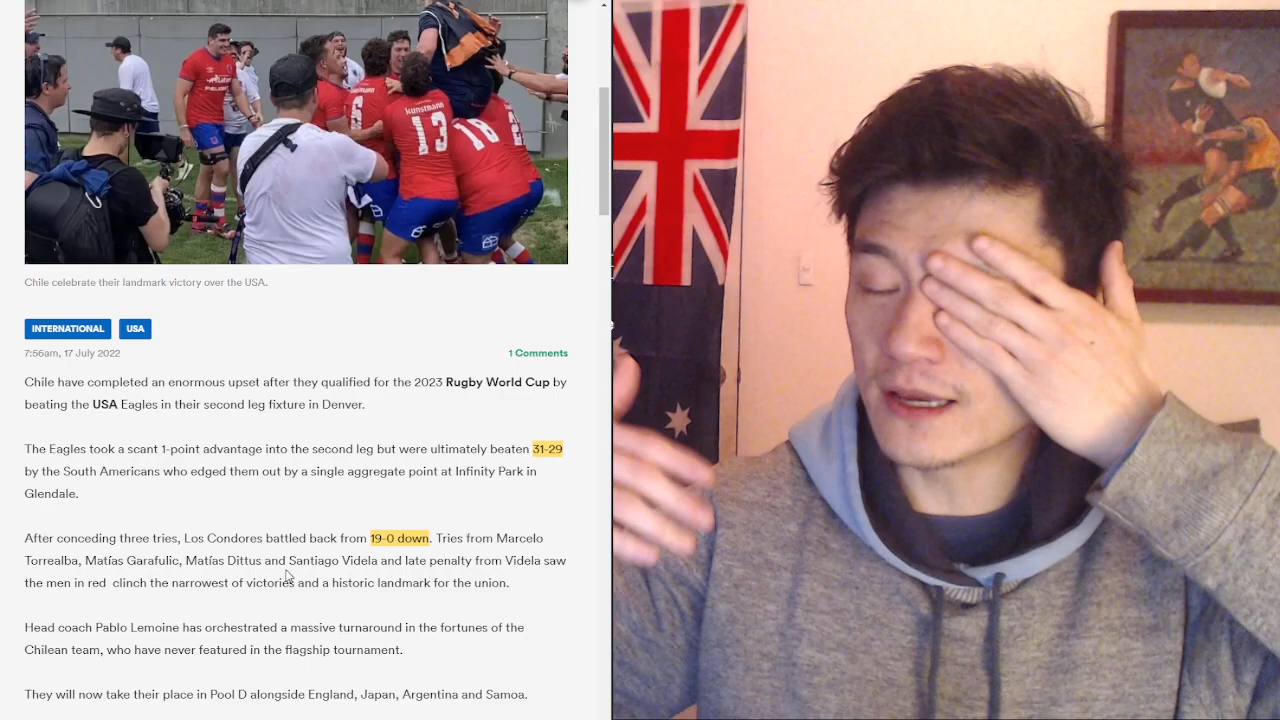 kunstmann
6
13
18
Chile celebrate their landmark victory over the USA.
INTERNATIONAL USA
7:56am, 17 July 2022 1 Comments
Chile have completed an enormous upset after they qualified for the 2023 Rugby World Cup by
beating the USA Eagles in their second leg fixture in Denver.
The Eagles took a scant 1-point advantage into the second leg but were ultimately beaten 31-29
by the South Americans who edged them out by a single aggregate point at Infinity Park in
Glendale.
After conceding three tries, Los Condores battled back from 19-0 down. Tries from Marcelo
Torrealba, Matías Garafulic, Matías Dittus and Santiago Videla and late penalty from Videla saw
the men in red clinch the narrowest of victories and a historic landmark for the union.
Head coach Pablo Lemoine has orchestrated a massive turnaround in the fortunes of the
Chilean team, who have never featured in the flagship tournament.
They will now take their place in Pool D alongside England, Japan, Argentina and Samoa.